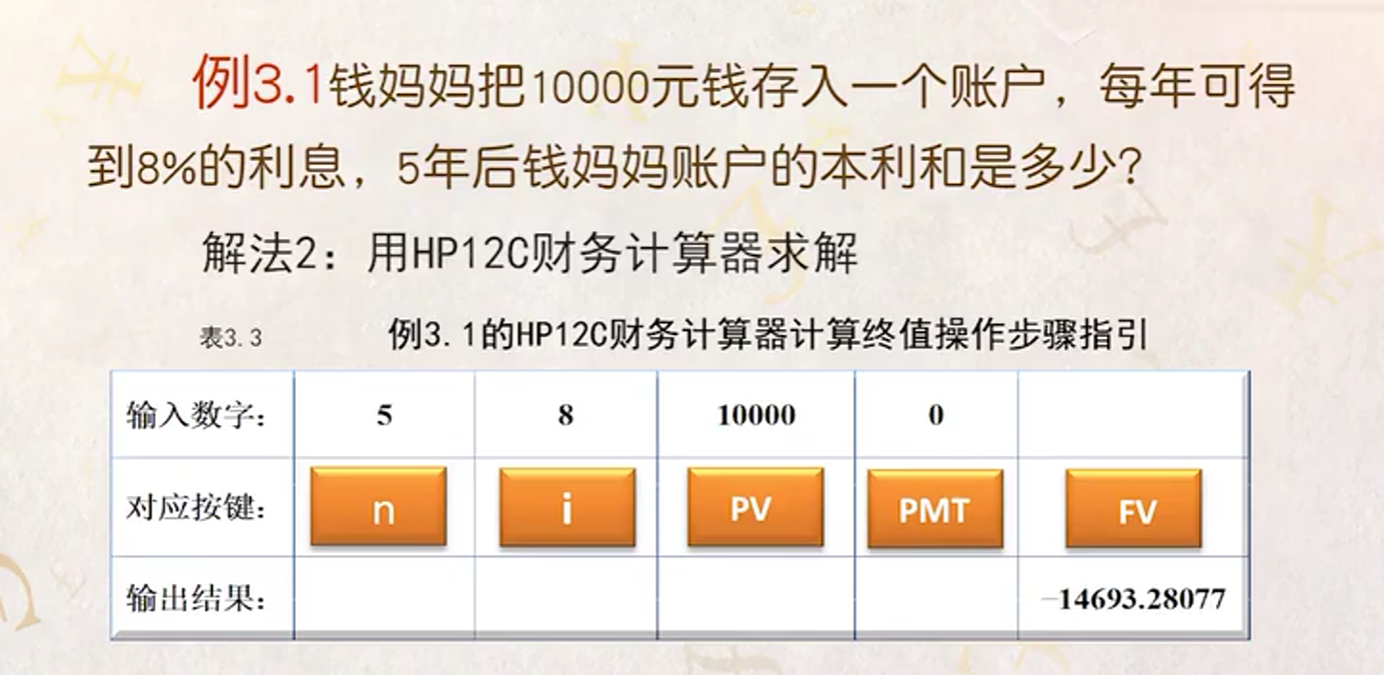 例3.1钱妈妈把10000元钱存入一个账户，每年可得
到8%的利息，5年后钱妈妈账户的本利和是多少？
解法2：用HP12C财务计算器求解
表3.3 例3.1的HP12C财务计算器计算终值操作步骤指引
输入数字： 5 8 10000 0
对应按键： n i PV PMT FV
输出结果： -14693.28077